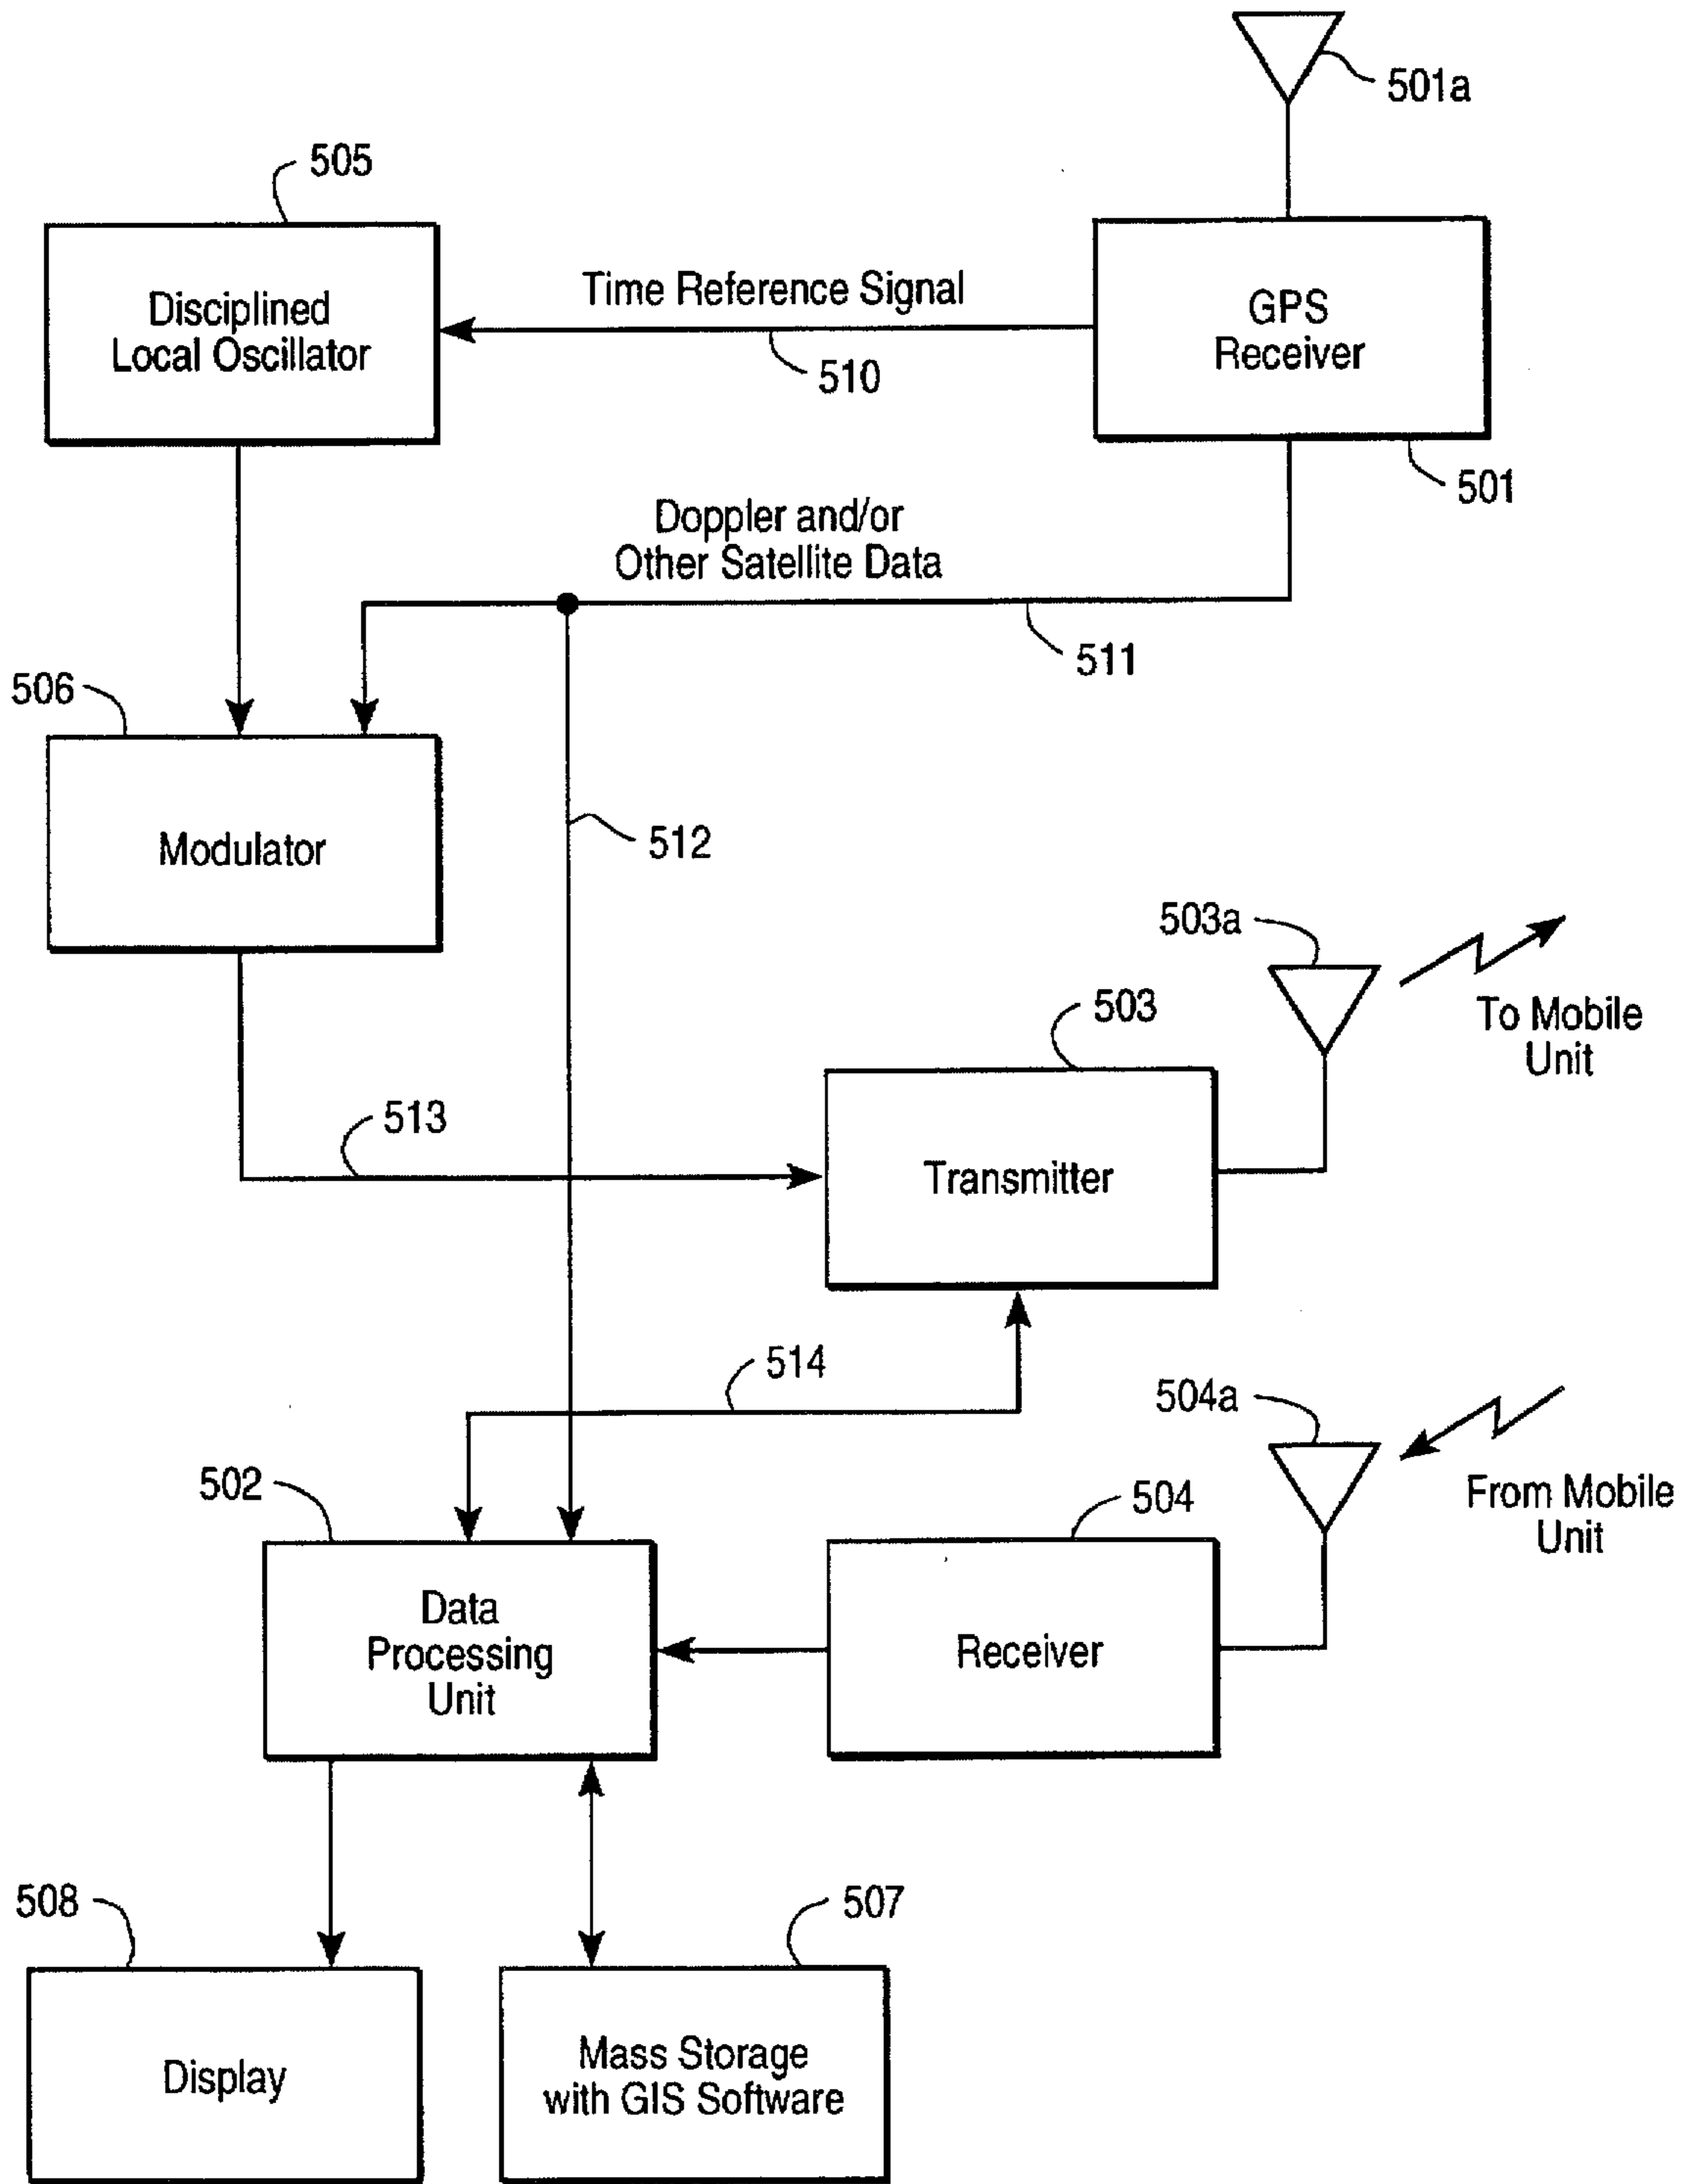 501a
505
Disciplined
Local Oscillator
Time Reference Signal
510
GPS
Receiver
501
Doppler and/or
Other Satellite Data
511
506
Modulator
512
503a
To Mobile
Unit
503
513
Transmitter
514
504a
From Mobile
Unit
502
504
Data
Processing
Unit
Receiver
508
507
Display
Mass Storage
with GIS Software